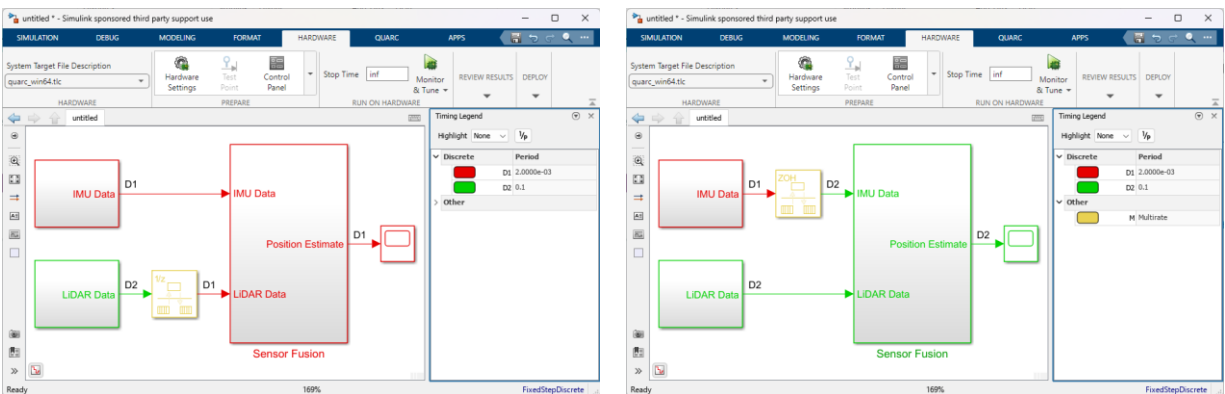 untitled * - Simulink sponsored third party support use
SIMULATION DEBUG MODELING FORMAT HARDWARE QUARC APPS
System Target File Description
quarc_win64.tlc
Hardware Settings
Test Point
Control Panel
Stop Time inf
Monitor & Tune
REVIEW RESULTS
DEPLOY
HARDWARE PREPARE RUN ON HARDWARE
untitled
Timing Legend
Highlight None 1/p
Discrete Period
D1 2.0000e-03
D2 0.1
Other
IMU Data
D1
IMU Data
Position Estimate
D1
LiDAR Data
D2
1/z
D1
LiDAR Data
Sensor Fusion
Ready 169% FixedStepDiscrete
untitled * - Simulink sponsored third party support use
SIMULATION DEBUG MODELING FORMAT HARDWARE QUARC APPS
System Target File Description
quarc_win64.tlc
Hardware Settings
Test Point
Control Panel
Stop Time inf
Monitor & Tune
REVIEW RESULTS
DEPLOY
HARDWARE PREPARE RUN ON HARDWARE
untitled
Timing Legend
Highlight None 1/p
Discrete Period
D1 2.0000e-03
D2 0.1
Other
M Multirate
IMU Data
D1
ZOH
D2
IMU Data
Position Estimate
D2
LiDAR Data
D2
LiDAR Data
Sensor Fusion
Ready 169% FixedStepDiscrete